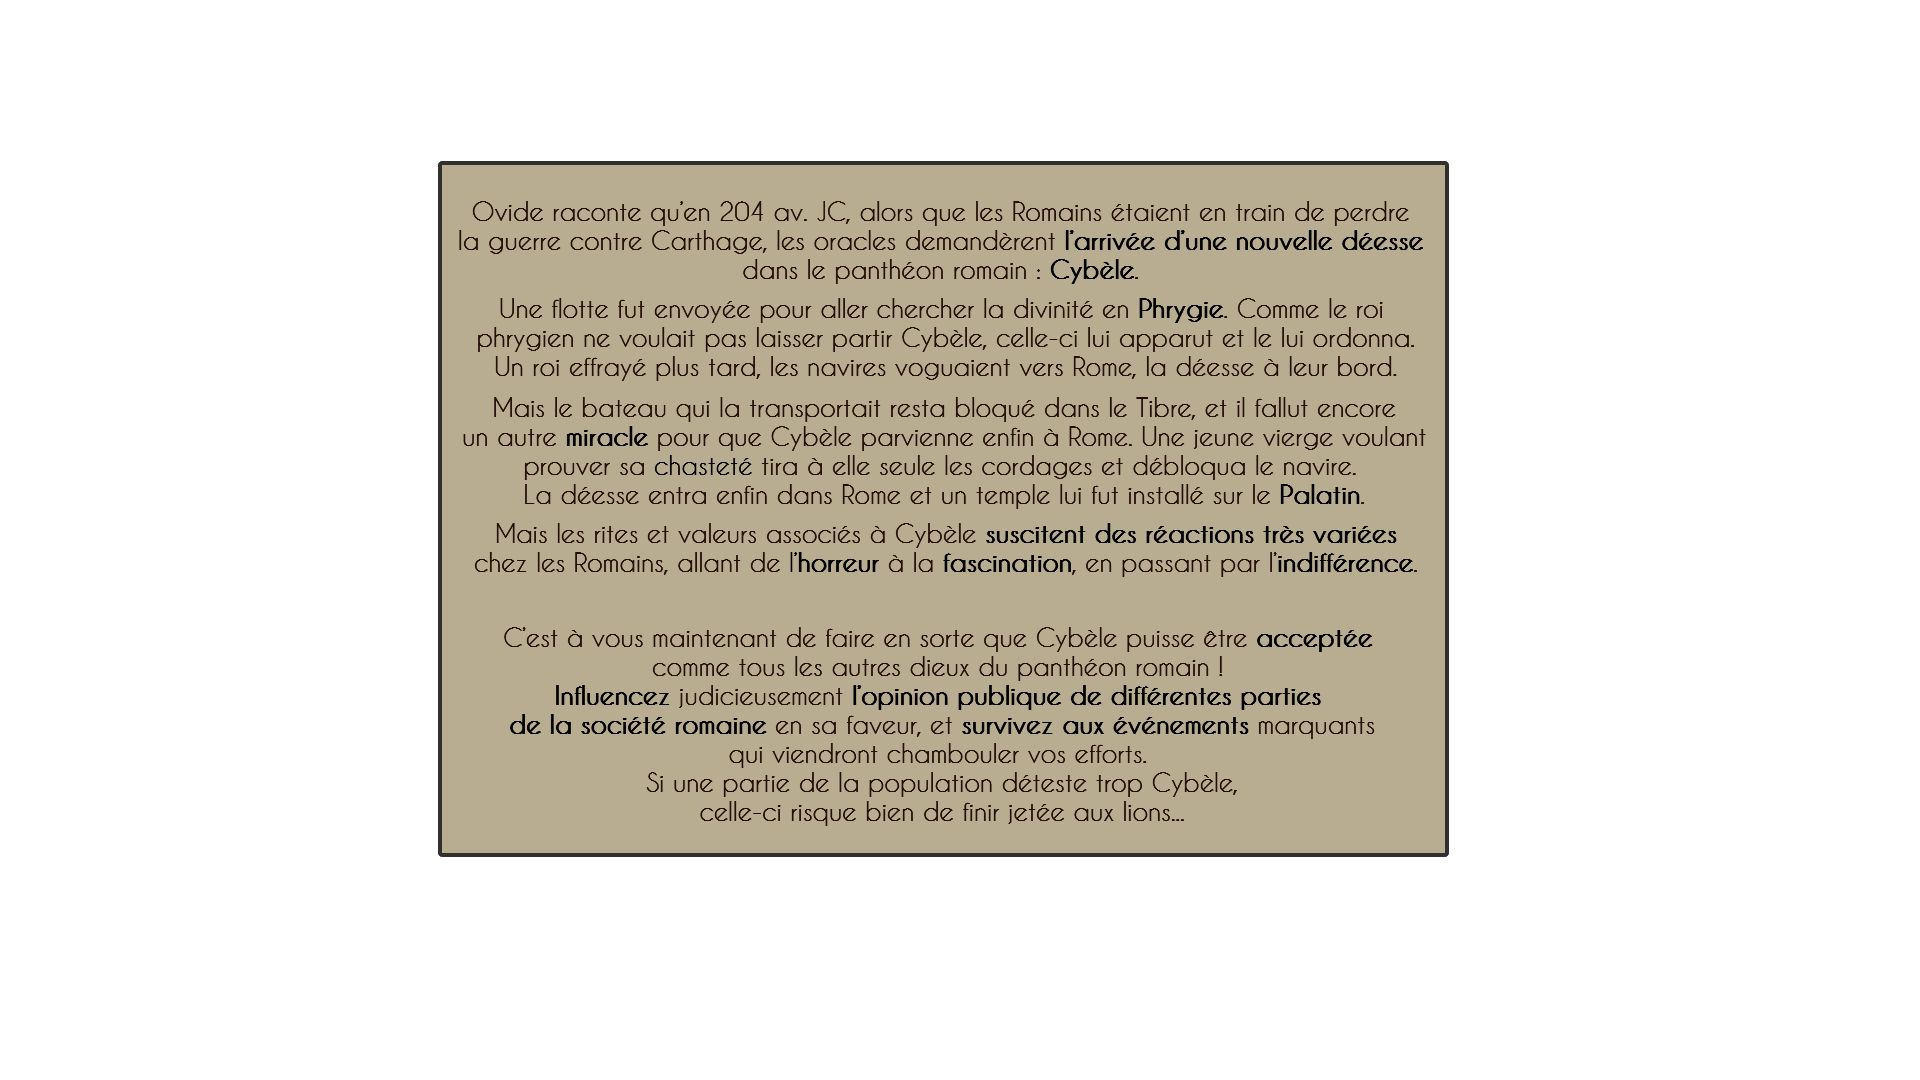 Ovide raconte qu'en 204 av. JC, alors que les Romains étaient en train de perdre
la guerre contre Carthage, les oracles demandèrent l'arrivée d'une nouvelle déesse
dans le panthéon romain : Cybèle.
Une flotte fut envoyée pour aller chercher la divinité en Phrygie. Comme le roi
phrygien ne voulait pas laisser partir Cybèle, celle-ci lui apparut et le lui ordonna.
Un roi effrayé plus tard, les navires voguaient vers Rome, la déesse à leur bord.
Mais le bateau qui la transportait resta bloqué dans le Tibre, et il fallut encore
un autre miracle pour que Cybèle parvienne enfin à Rome. Une jeune vierge voulant
prouver sa chasteté tira à elle seule les cordages et débloqua le navire.
La déesse entra enfin dans Rome et un temple lui fut installé sur le Palatin.
Mais les rites et valeurs associés à Cybèle suscitent des réactions très variées
chez les Romains, allant de l'horreur à la fascination, en passant par l'indifférence.
C'est à vous maintenant de faire en sorte que Cybèle puisse être acceptée
comme tous les autres dieux du panthéon romain !
Influencez judicieusement l'opinion publique de différentes parties
de la société romaine en sa faveur, et survivez aux événements marquants
qui viendront chambouler vos efforts.
Si une partie de la population déteste trop Cybèle,
celle-ci risque bien de finir jetée aux lions...